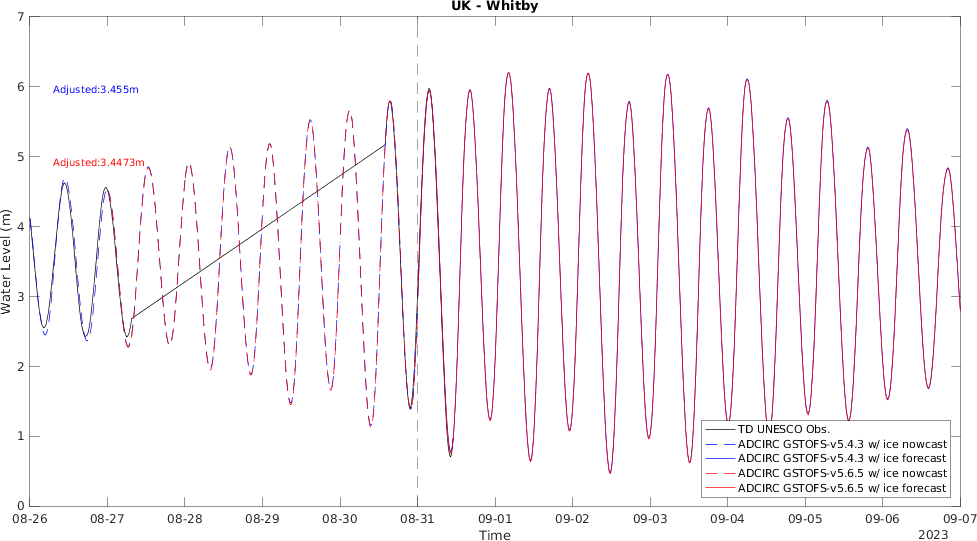 UK - Whitby
7
6
5
4
3
2
1
0
Water Level (m)
Adjusted:3.455m
Adjusted:3.4473m
TD UNESCO Obs.
ADCIRC GSTOFS-v5.4.3 w/ ice nowcast
ADCIRC GSTOFS-v5.4.3 w/ ice forecast
ADCIRC GSTOFS-v5.6.5 w/ ice nowcast
ADCIRC GSTOFS-v5.6.5 w/ ice forecast
08-26 08-27 08-28 08-29 08-30 08-31 09-01 09-02 09-03 09-04 09-05 09-06 09-07
Time
2023